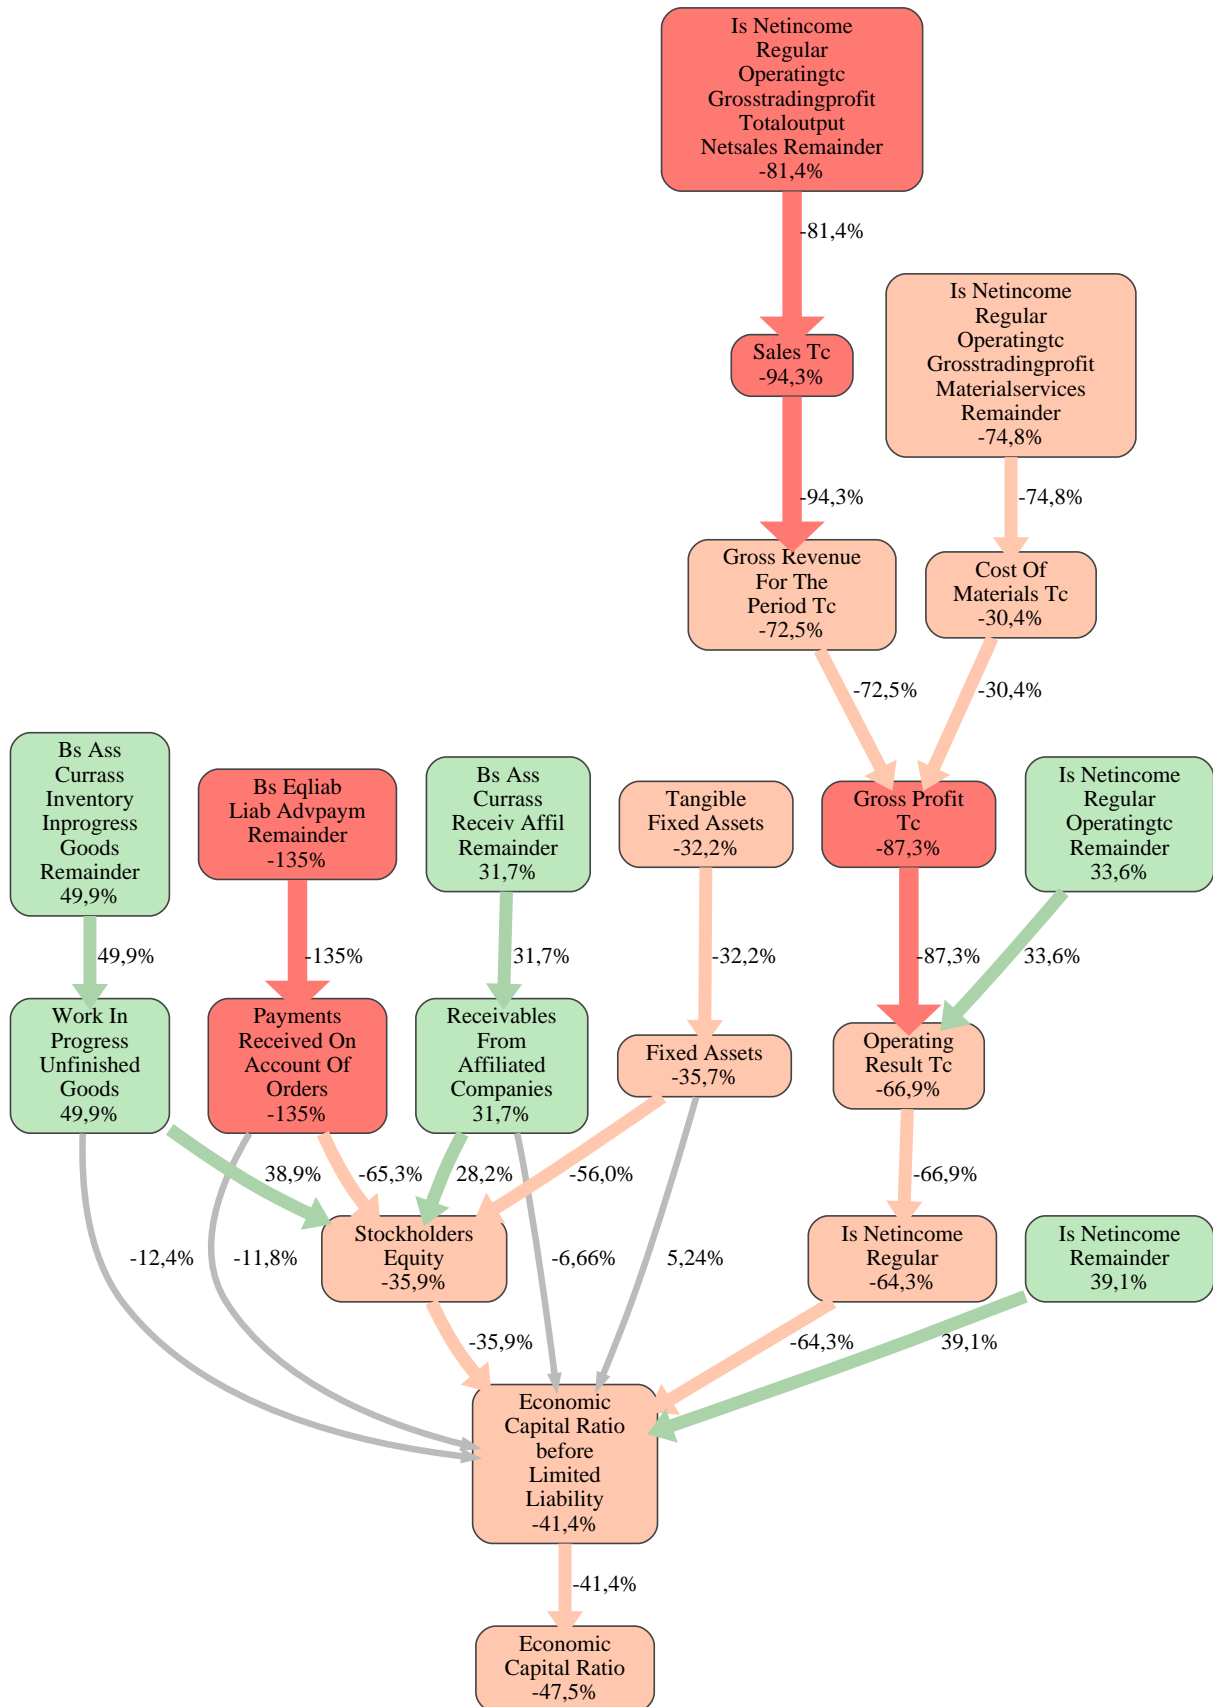 Is Netincome
Regular
Operatingtc
Grosstradingprofit
Totaloutput
Netsales Remainder
-81,4%
-81,4%
Is Netincome
Regular
Operatingtc
Grosstradingprofit
Materialservices
Remainder
-74,8%
Sales Tc
-94,3%
-94,3%
-74,8%
Gross Revenue
For The
Period Tc
-72,5%
Cost Of
Materials Tc
-30,4%
-72,5%
-30,4%
Bs Ass
Currass
Inventory
Inprogress
Goods
Remainder
49,9%
Bs Eqliab
Liab Advpaym
Remainder
-135%
Bs Ass
Currass
Receiv Affil
Remainder
31,7%
Tangible
Fixed Assets
-32,2%
Gross Profit
Tc
-87,3%
Is Netincome
Regular
Operatingtc
Remainder
33,6%
49,9%
-135%
31,7%
-32,2%
-87,3%
33,6%
Work In
Progress
Unfinished
Goods
49,9%
Payments
Received On
Account Of
Orders
-135%
Receivables
From
Affiliated
Companies
31,7%
Fixed Assets
-35,7%
Operating
Result Tc
-66,9%
38,9%
-65,3%
28,2%
-56,0%
-66,9%
Stockholders
Equity
-35,9%
Is Netincome
Regular
-64,3%
Is Netincome
Remainder
39,1%
-12,4%
-11,8%
-6,66%
5,24%
-35,9%
-64,3%
39,1%
Economic
Capital Ratio
before
Limited
Liability
-41,4%
-41,4%
Economic
Capital Ratio
-47,5%